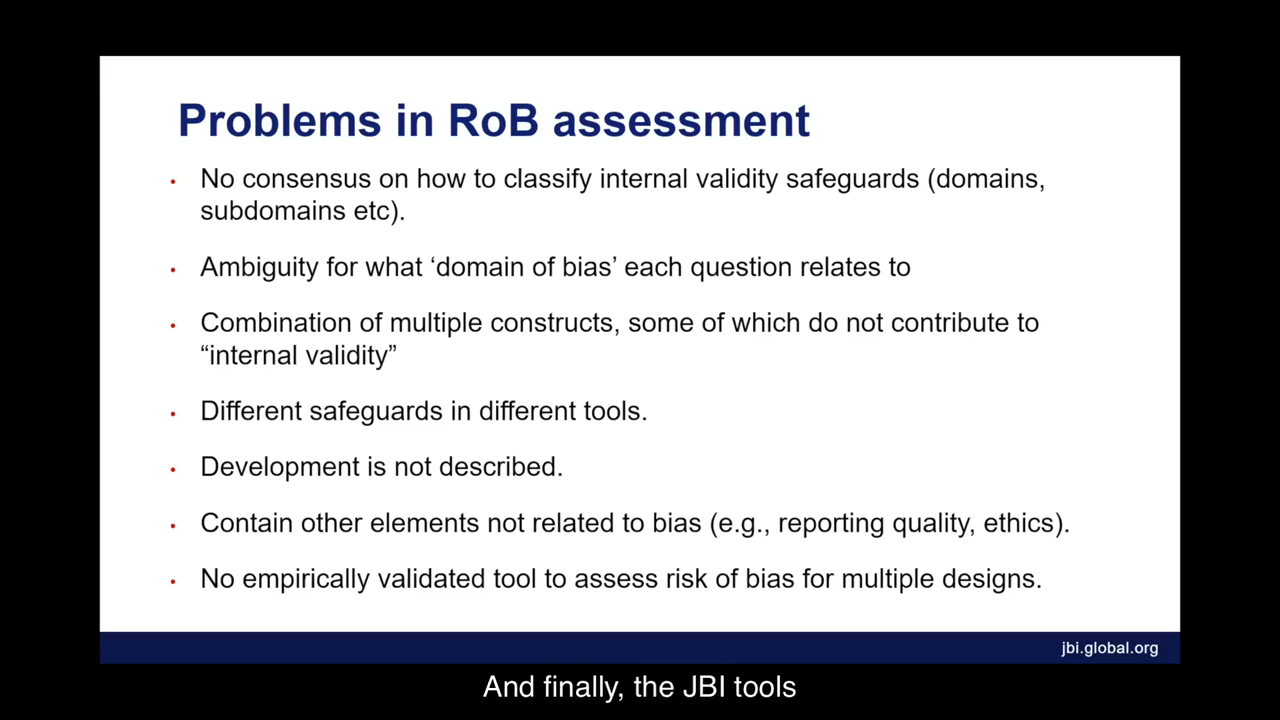 Problems in RoB assessment
• No consensus on how to classify internal validity safeguards (domains,
subdomains etc).
• Ambiguity for what ‘domain of bias’ each question relates to
• Combination of multiple constructs, some of which do not contribute to
“internal validity”
• Different safeguards in different tools.
• Development is not described.
• Contain other elements not related to bias (e.g., reporting quality, ethics).
• No empirically validated tool to assess risk of bias for multiple designs.
jbi.global.org
And finally, the JBI tools